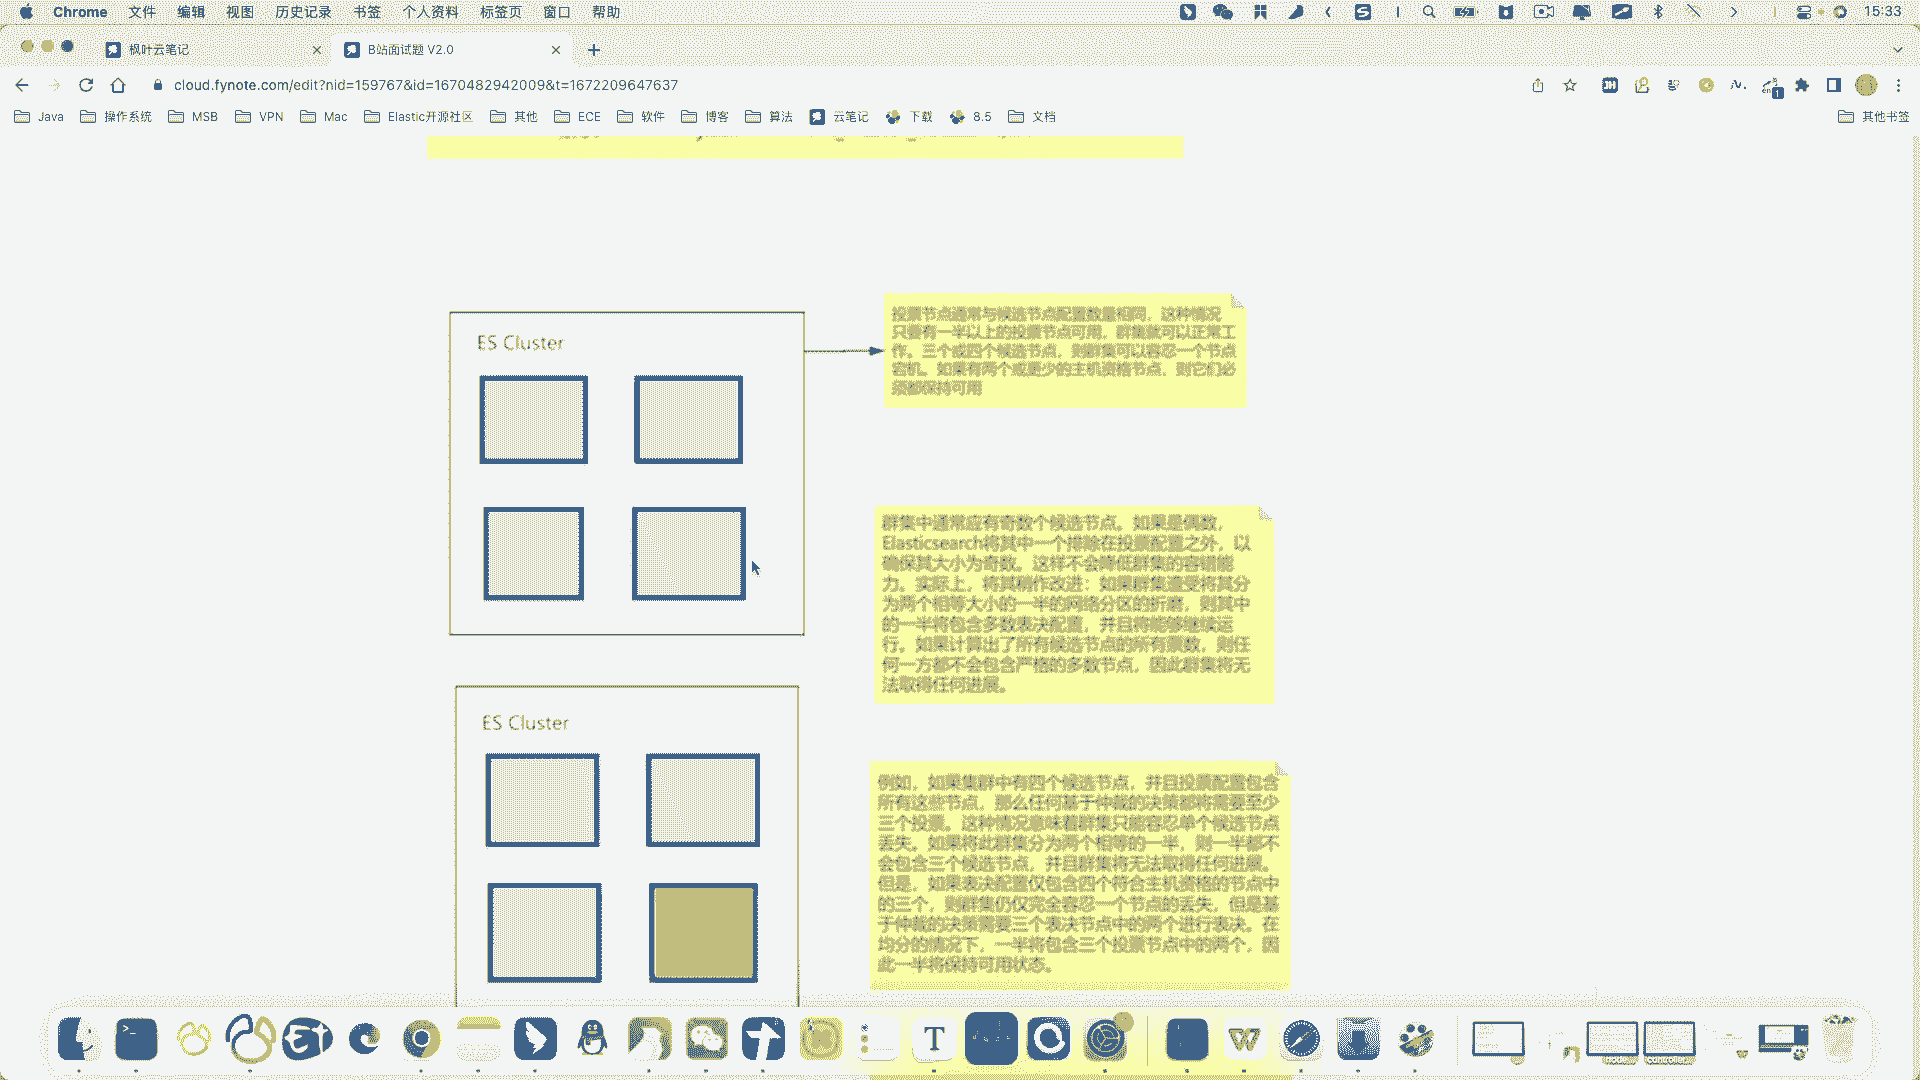 Chrome 文件 编辑 视图 历史记录 书签 个人资料 标签页 窗口 帮助 15:33
枫叶云笔记 B站面试题 V2.0
cloud.fynote.com/edit?nid=159767&id=1670482942009&t=1672209647637
Java 操作系统 MSB VPN Mac Elastic开源社区 其他 ECE 软件 博客 算法 云笔记 下载 8.5 文档 其他书签
ES Cluster
投票节点通常与候选节点配置数量相同，这种情况
只要有一半以上的投票节点可用，群集就可以正常工
作。三个或四个候选节点，则群集可以容忍一个节点
宕机。如果有两个或更少的主机资格节点，则它们必
须都保持可用
群集中通常应有奇数个候选节点。如果是偶数，
Elasticsearch将其中一个排除在投票配置之外，以
确保其大小为奇数。这样不会降低群集的容错能
力。实际上，将其稍作改进：如果群集遭受将其分
为两个相等大小的一半的网络分区的折磨，则其中
的一半将包含多数表决配置，并且将能够继续运
行。如果计算出了所有候选节点的所有票数，则任
何一方都不会包含严格的多数节点，因此群集将无
法取得任何进展。
ES Cluster
例如，如果集群中有四个候选节点，并且投票配置包含
所有这些节点，那么任何基于仲裁的决策都将需要至少
三个投票。这种情况意味着群集只能容忍单个候选节点
丢失。如果将此群集分为两个相等的一半，则一半都不
会包含三个候选节点，并且群集将无法取得任何进展。
但是，如果表决配置仅包含四个符合主机资格的节点中
的三个，则群集仍仅完全容忍一个节点的丢失，但是基
于仲裁的决策需要三个表决节点中的两个进行表决。在
均分的情况下，一半将包含三个投票节点中的两个，因
此一半将保持可用状态。